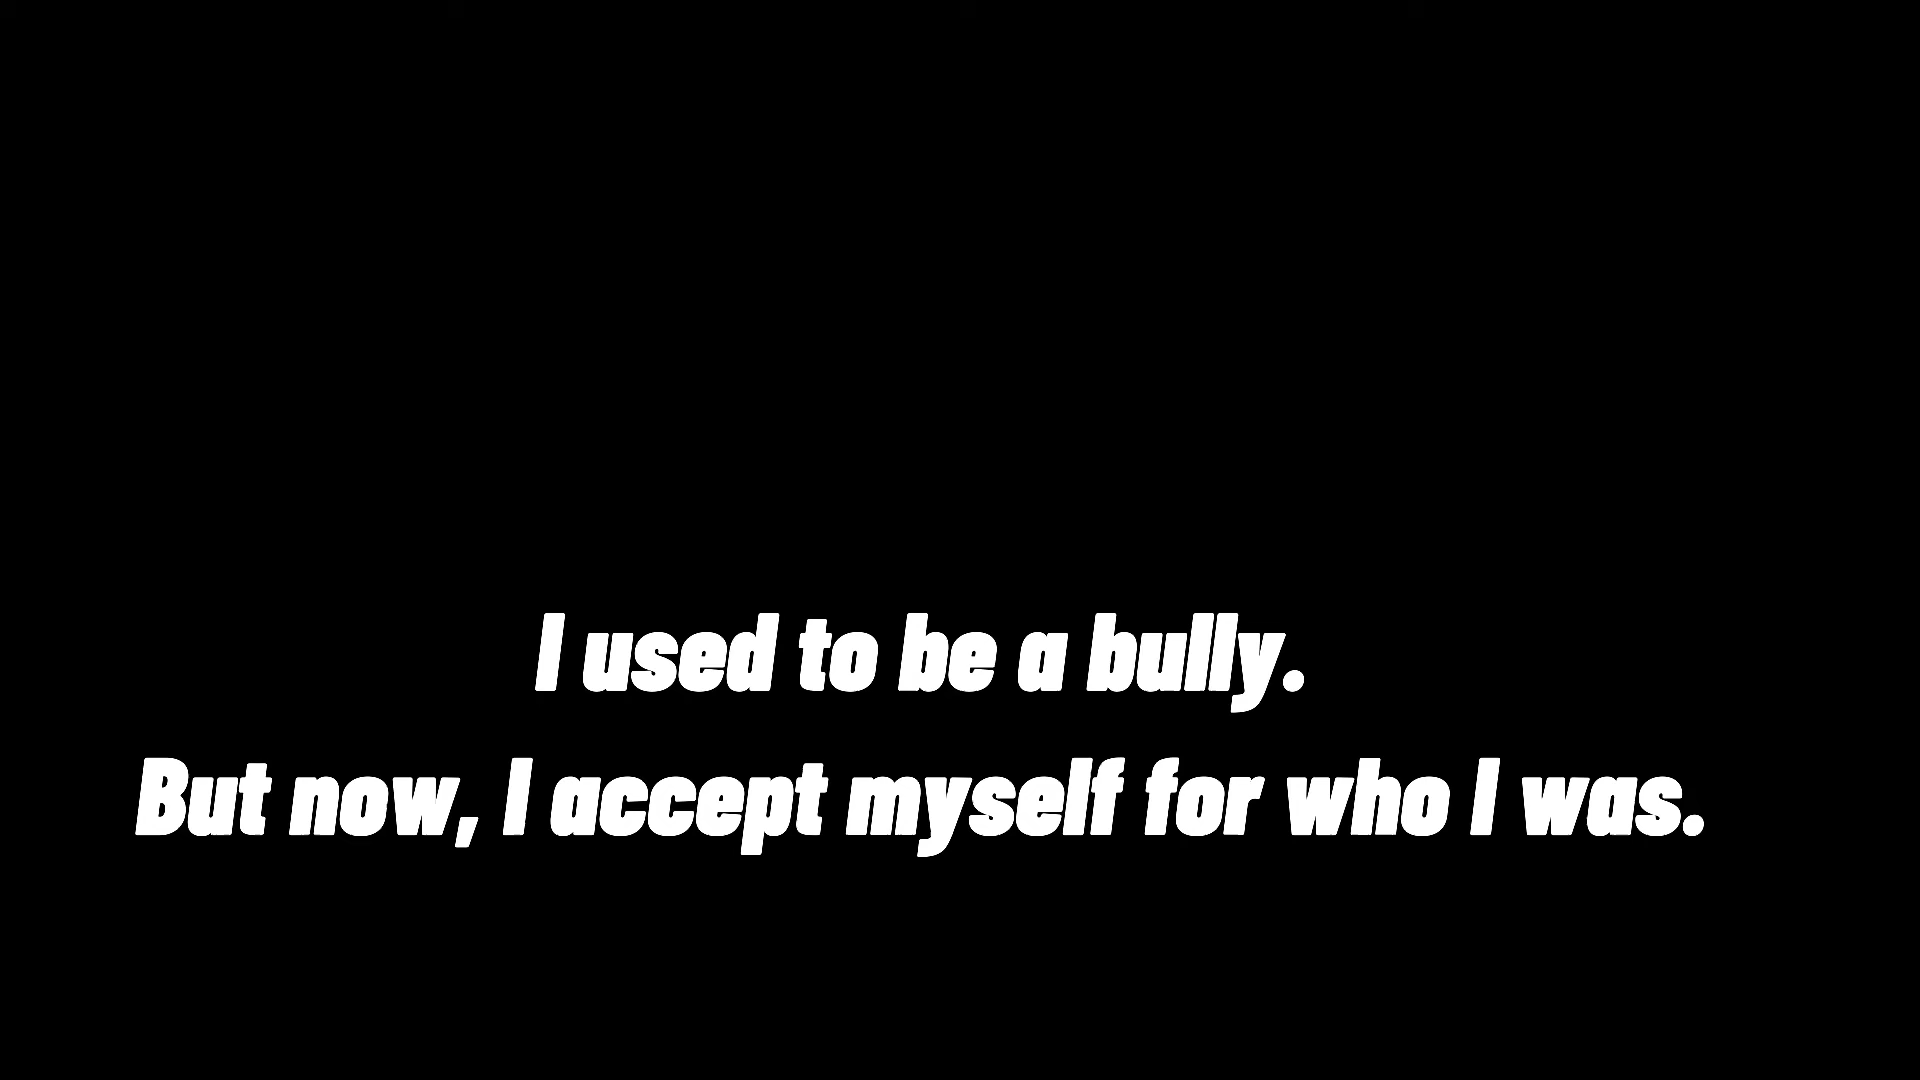 I used to be a bully.
But now, I accept myself for who I was.